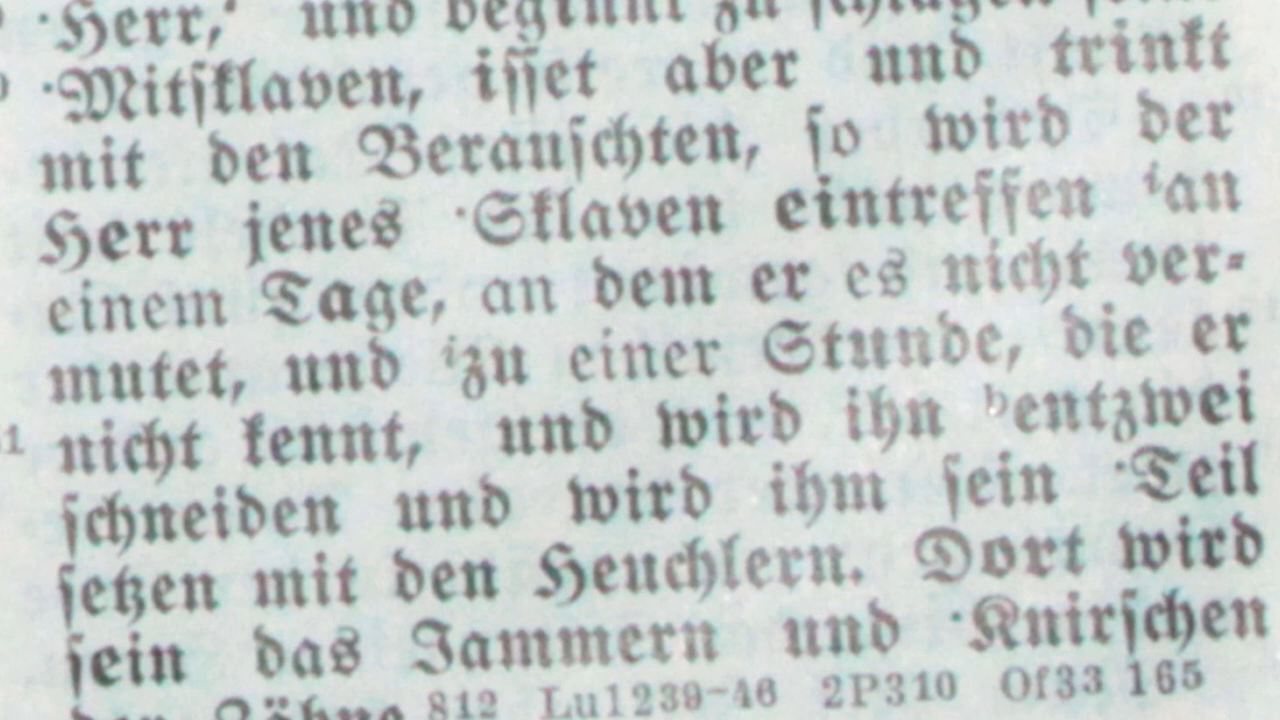 ·Herr,‘ und beginnt zu schlagen
·Mitsklaven, isset aber und trinkt
mit den Berauschten, so wird der
Herr jenes ·Sklaven eintreffen ian
einem Tage, an dem er es nicht ver=
mutet, und izu einer Stunde, die er
nicht kennt, und wird ihn bentzwei
schneiden und wird ihm sein ·Teil
setzen mit den Heuchlern. Dort wird
sein das Jammern und ·Knirschen
der Zähne 812 Lu1239-46 2P310 Of33 165